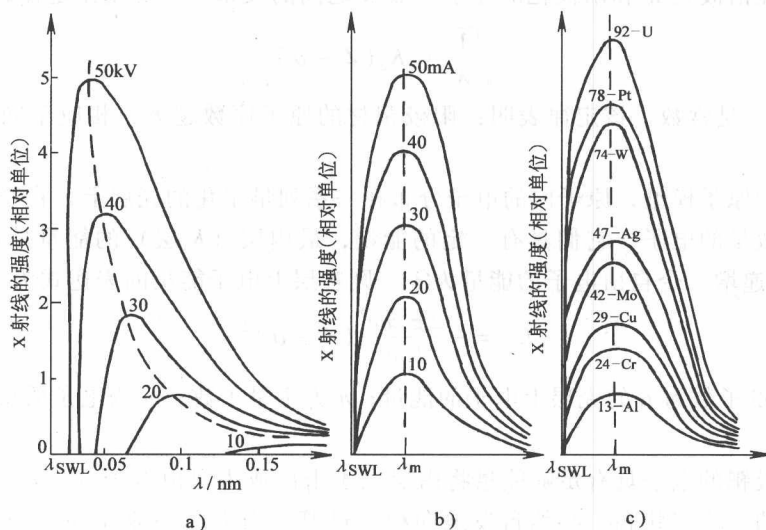 X射线的强度(相对单位)
5
4
3
2
1
0
50kV
40
30
20
10
λSWL
0.05
0.1
0.15
λ/nm
a)
X射线的强度(相对单位)
50mA
40
30
20
10
λSWL
λm
b)
X射线的强度(相对单位)
92-U
78-Pt
74-W
47-Ag
42-Mo
29-Cu
24-Cr
13-Al
λSWL
λm
c)